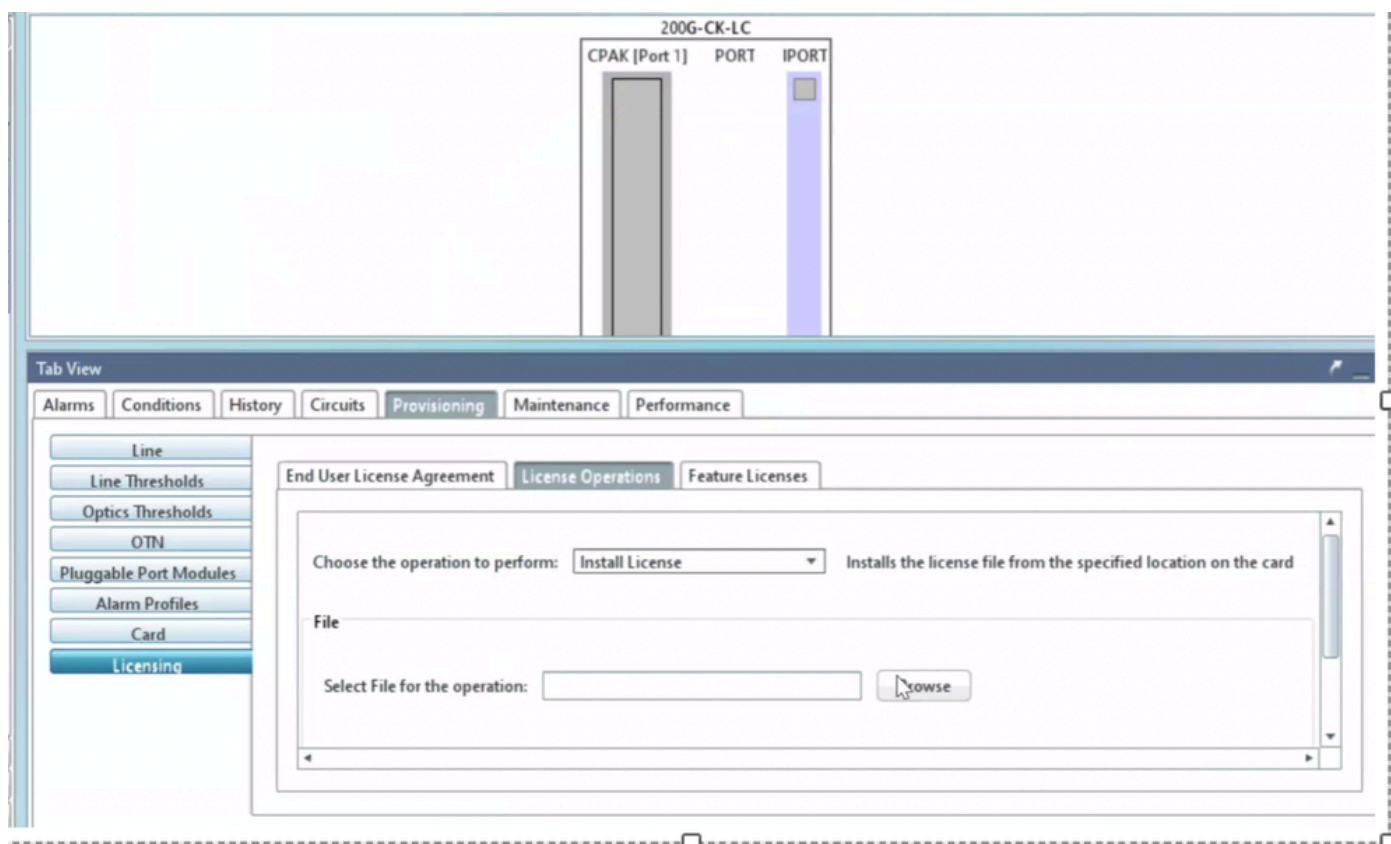 200G-CK-LC
CPAK [Port 1] PORT IPORT
Tab View
Alarms Conditions History Circuits Provisioning Maintenance Performance
Line
Line Thresholds
Optics Thresholds
OTN
Pluggable Port Modules
Alarm Profiles
Card
Licensing
End User License Agreement License Operations Feature Licenses
Choose the operation to perform: Install License Installs the license file from the specified location on the card
File
Select File for the operation: Browse